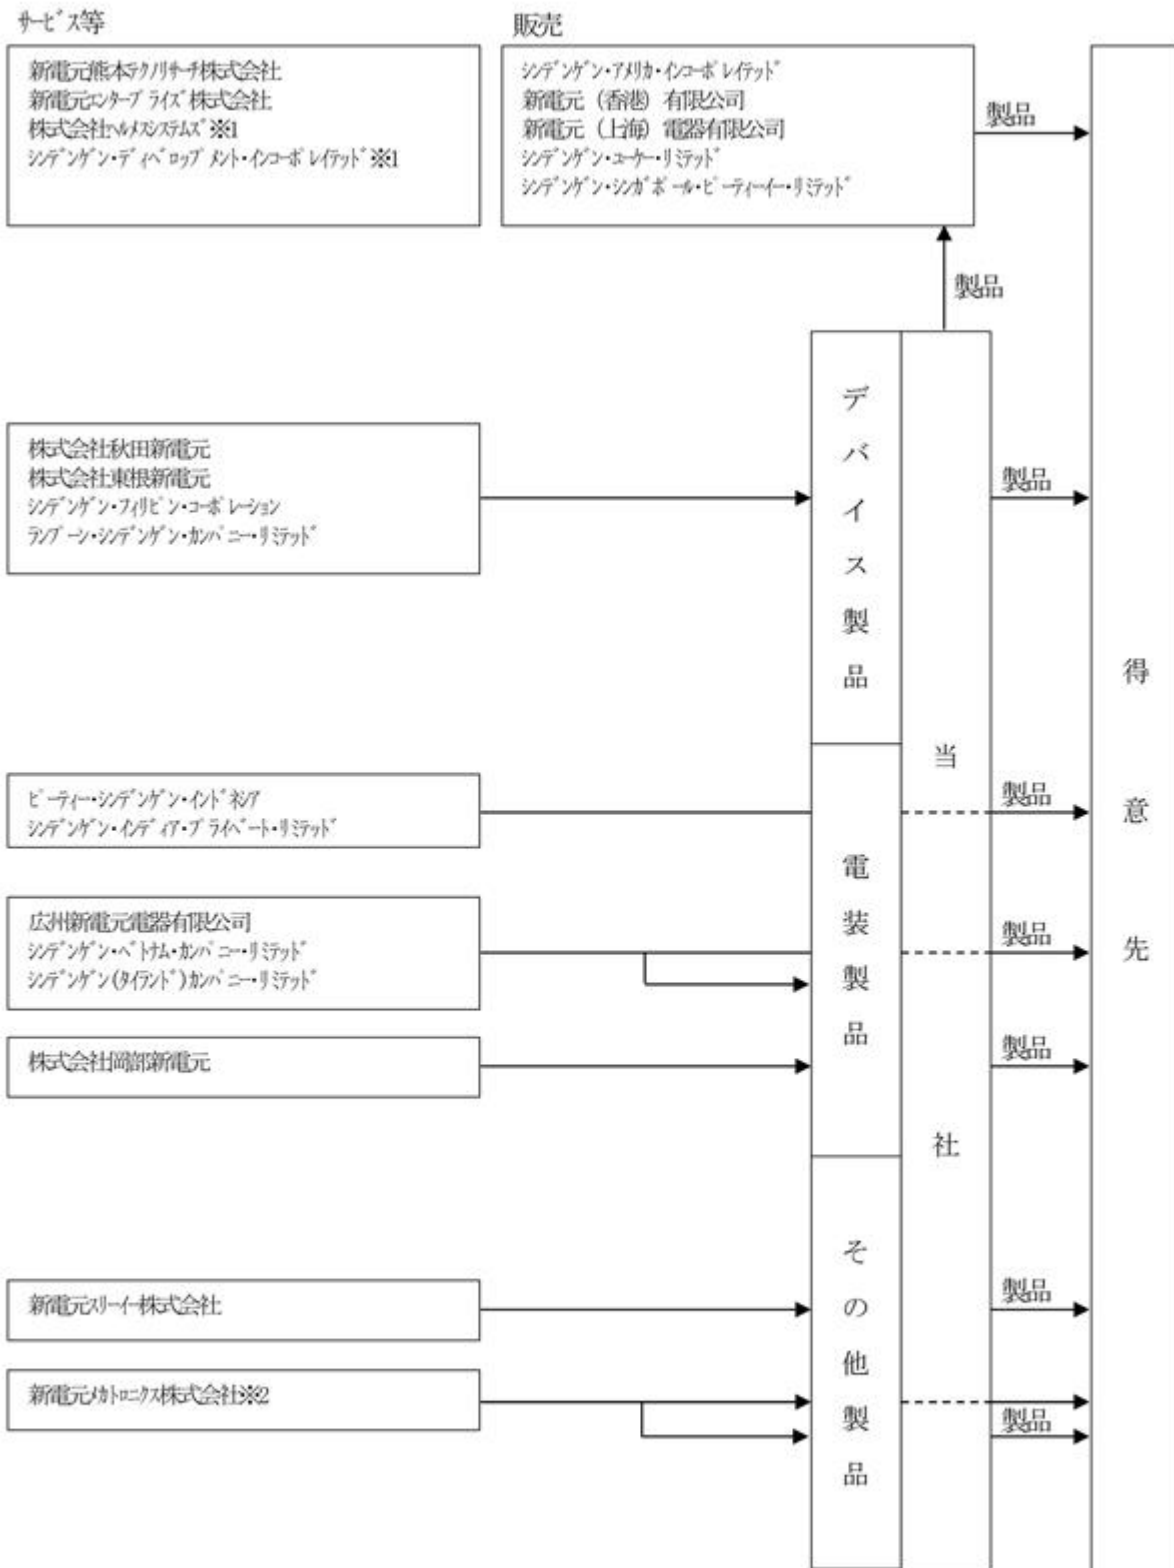 サービス等
新電元熊本テクノリサーチ株式会社
新電元エンタープライズ株式会社
株式会社ヘルメスシステムズ※1
シンデンゲン・ディベロップメント・インコーポレイテッド※1
販売
シンデンゲン・アメリカ・インコーポレイテッド
新電元（香港）有限公司
新電元（上海）電器有限公司
シンデンゲン・ユーケー・リミテッド
シンデンゲン・シンガポール・ピーティーイー・リミテッド
製品
製品
株式会社秋田新電元
株式会社東根新電元
シンデンゲン・フィリピン・コーポレーション
ランプーン・シンデンゲン・カンパニー・リミテッド
デバイス製品
製品
ピーティー・シンデンゲン・インドネシア
シンデンゲン・インディア・プライベート・リミテッド
製品
広州新電元電器有限公司
シンデンゲン・ベトナム・カンパニー・リミテッド
シンデンゲン(タイランド)カンパニー・リミテッド
電装製品
製品
株式会社岡部新電元
製品
当社
得意先
新電元スリーイー株式会社
製品
新電元メカトロニクス株式会社※2
その他製品
製品